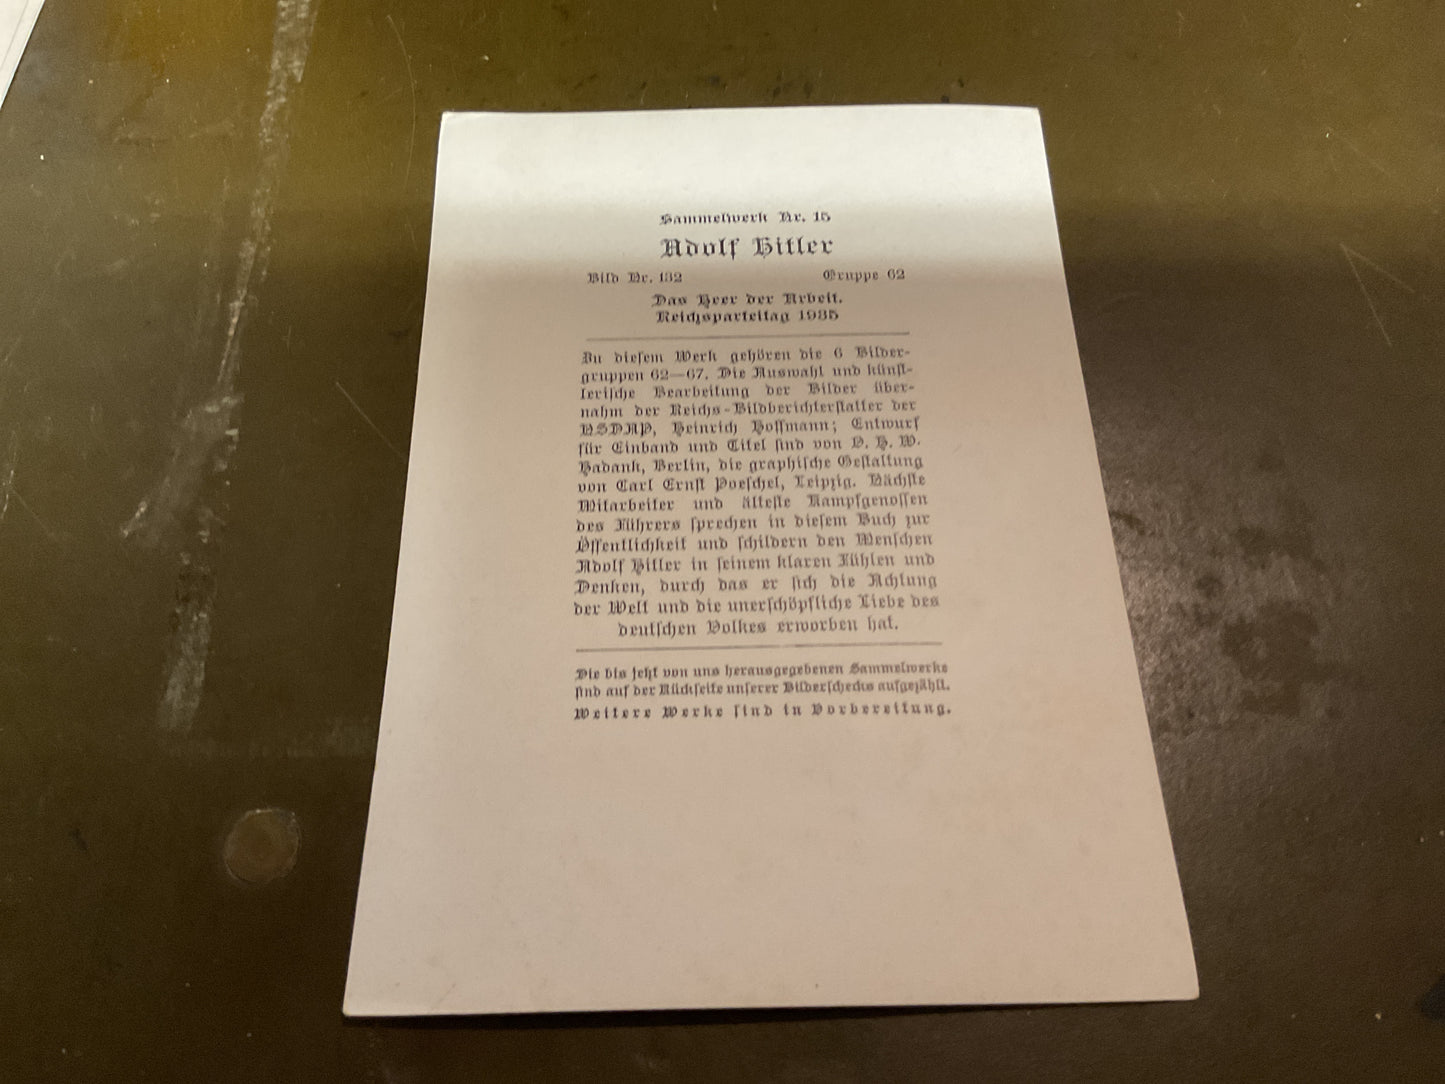 Sammelwerk Nr. 15
Adolf Hitler
Bild Nr. 132 Gruppe 62
Das Heer der Arbeit.
Reichsparteitag 1935
Zu diesem Werk gehören die 6 Bilder-
gruppen 62—67. Die Auswahl und künst-
lerische Bearbeitung der Bilder über-
nahm der Reichs-Bildberichterstatter der
NSDAP, Heinrich Hoffmann; Entwurf
für Einband und Titel sind von O. H. W.
Hadank, Berlin, die graphische Gestaltung
von Carl Ernst Poeschel, Leipzig. Nächste
Mitarbeiter und älteste Kampfgenossen
des Führers sprechen in diesem Buch zur
Öffentlichkeit und schildern den Menschen
Adolf Hitler in seinem klaren Fühlen und
Denken, durch das er sich die Achtung
der Welt und die unerschöpfliche Liebe des
deutschen Volkes erworben hat.
Die bis jetzt von uns herausgegebenen Sammelwerke
sind auf der Rückseite unserer Bilderschecks aufgezählt.
Weitere Werke sind in Vorbereitung.